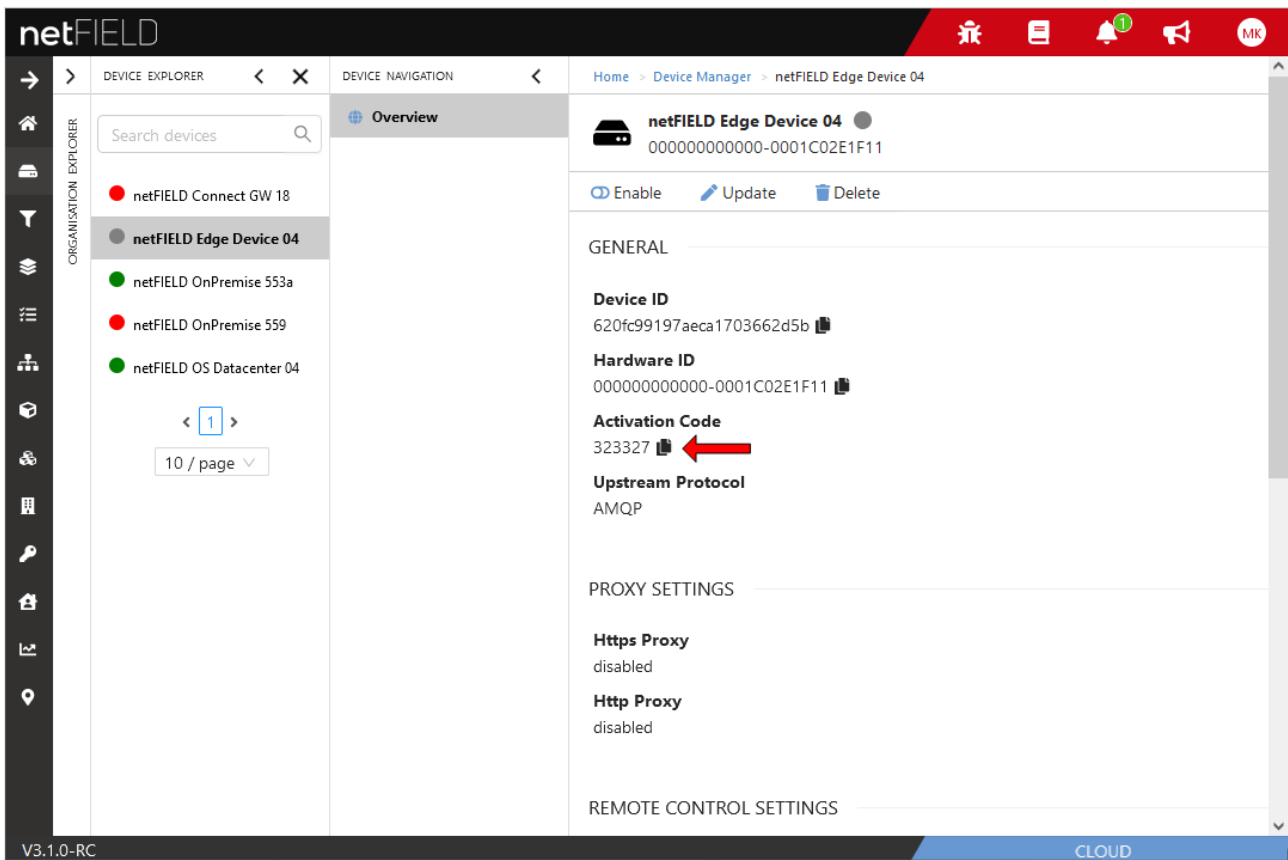 netFIELD
1
MK
DEVICE EXPLORER
DEVICE NAVIGATION
Home > Device Manager > netFIELD Edge Device 04
ORGANISATION EXPLORER
Search devices
netFIELD Connect GW 18
netFIELD Edge Device 04
netFIELD OnPremise 553a
netFIELD OnPremise 559
netFIELD OS Datacenter 04
< 1 >
10 / page
Overview
netFIELD Edge Device 04
000000000000-0001C02E1F11
Enable Update Delete
GENERAL
Device ID
620fc99197aeca1703662d5b
Hardware ID
000000000000-0001C02E1F11
Activation Code
323327
Upstream Protocol
AMQP
PROXY SETTINGS
Https Proxy
disabled
Http Proxy
disabled
REMOTE CONTROL SETTINGS
V3.1.0-RC
CLOUD